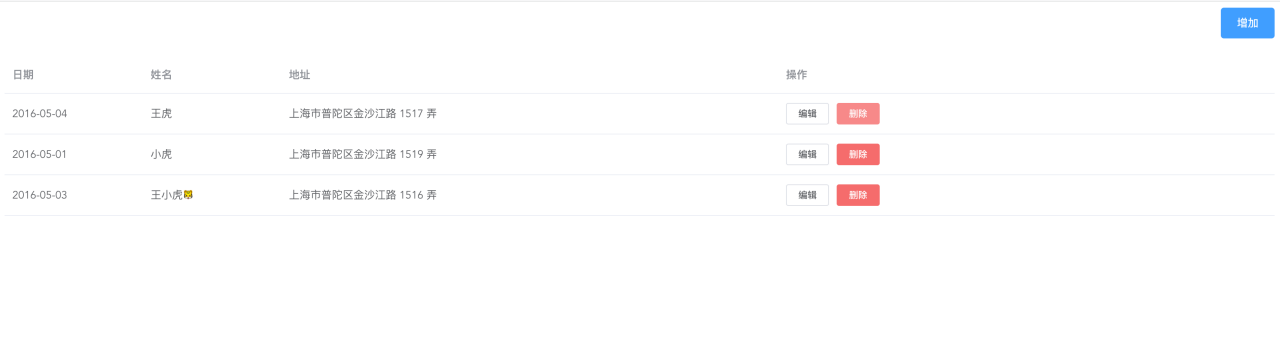 增加
日期 姓名 地址 操作
2016-05-04 王虎 上海市普陀区金沙江路 1517 弄 编辑 删除
2016-05-01 小虎 上海市普陀区金沙江路 1519 弄 编辑 删除
2016-05-03 王小虎🐯 上海市普陀区金沙江路 1516 弄 编辑 删除